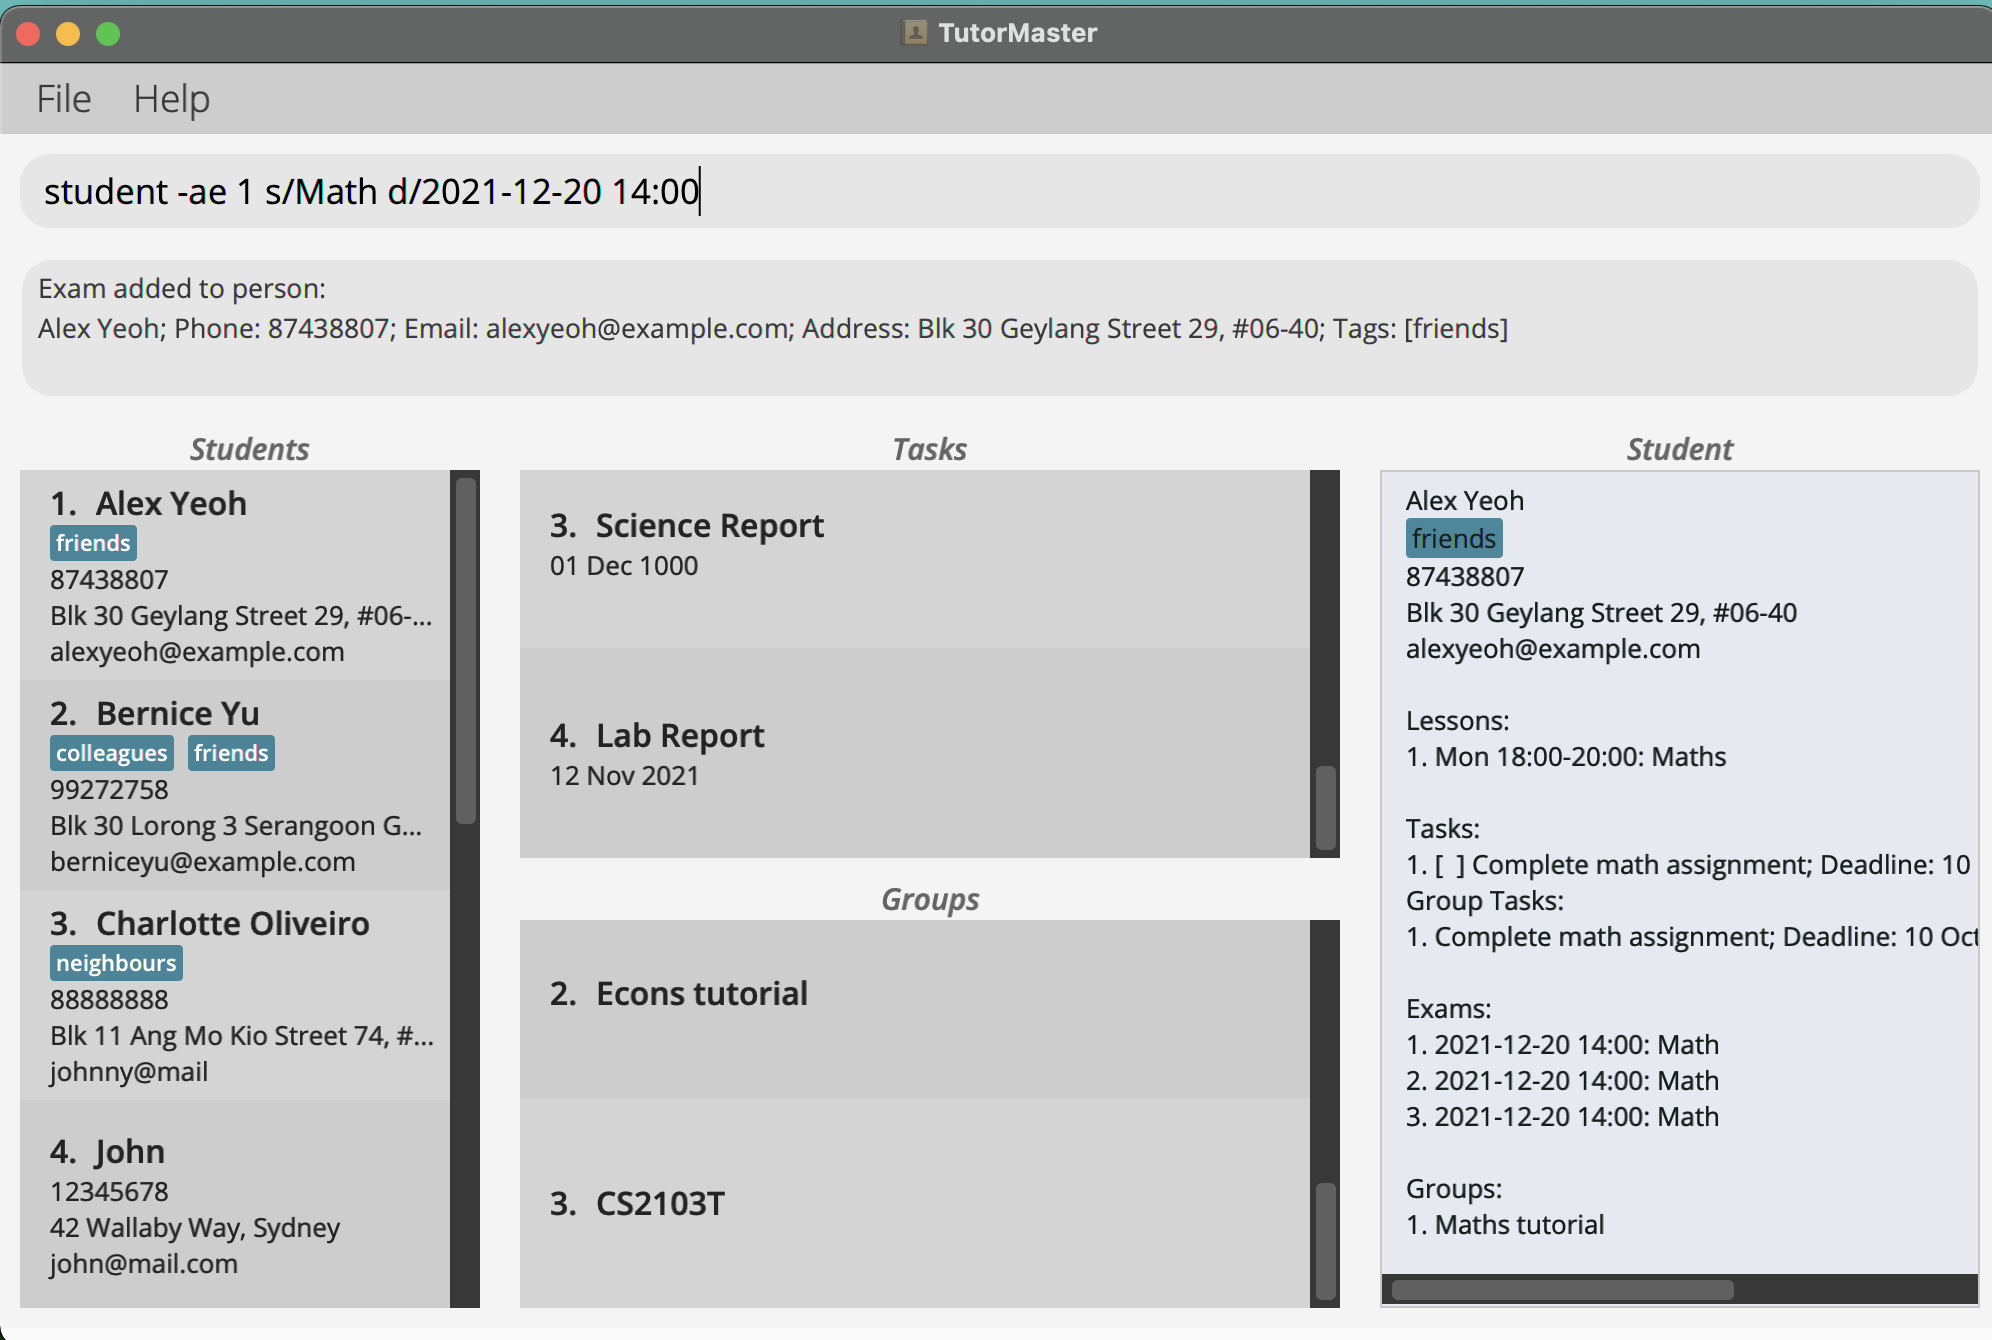 TutorMaster
File Help
student -ae 1 s/Math d/2021-12-20 14:00
Exam added to person:
Alex Yeoh; Phone: 87438807; Email: alexyeoh@example.com; Address: Blk 30 Geylang Street 29, #06-40; Tags: [friends]
Students
1. Alex Yeoh
friends
87438807
Blk 30 Geylang Street 29, #06-...
alexyeoh@example.com
2. Bernice Yu
colleagues friends
99272758
Blk 30 Lorong 3 Serangoon G...
berniceyu@example.com
3. Charlotte Oliveiro
neighbours
88888888
Blk 11 Ang Mo Kio Street 74, #...
johnny@mail
4. John
12345678
42 Wallaby Way, Sydney
john@mail.com
Tasks
3. Science Report
01 Dec 1000
4. Lab Report
12 Nov 2021
Groups
2. Econs tutorial
3. CS2103T
Student
Alex Yeoh
friends
87438807
Blk 30 Geylang Street 29, #06-40
alexyeoh@example.com
Lessons:
1. Mon 18:00-20:00: Maths
Tasks:
1. [ ] Complete math assignment; Deadline: 10
Group Tasks:
1. Complete math assignment; Deadline: 10 Oct
Exams:
1. 2021-12-20 14:00: Math
2. 2021-12-20 14:00: Math
3. 2021-12-20 14:00: Math
Groups:
1. Maths tutorial